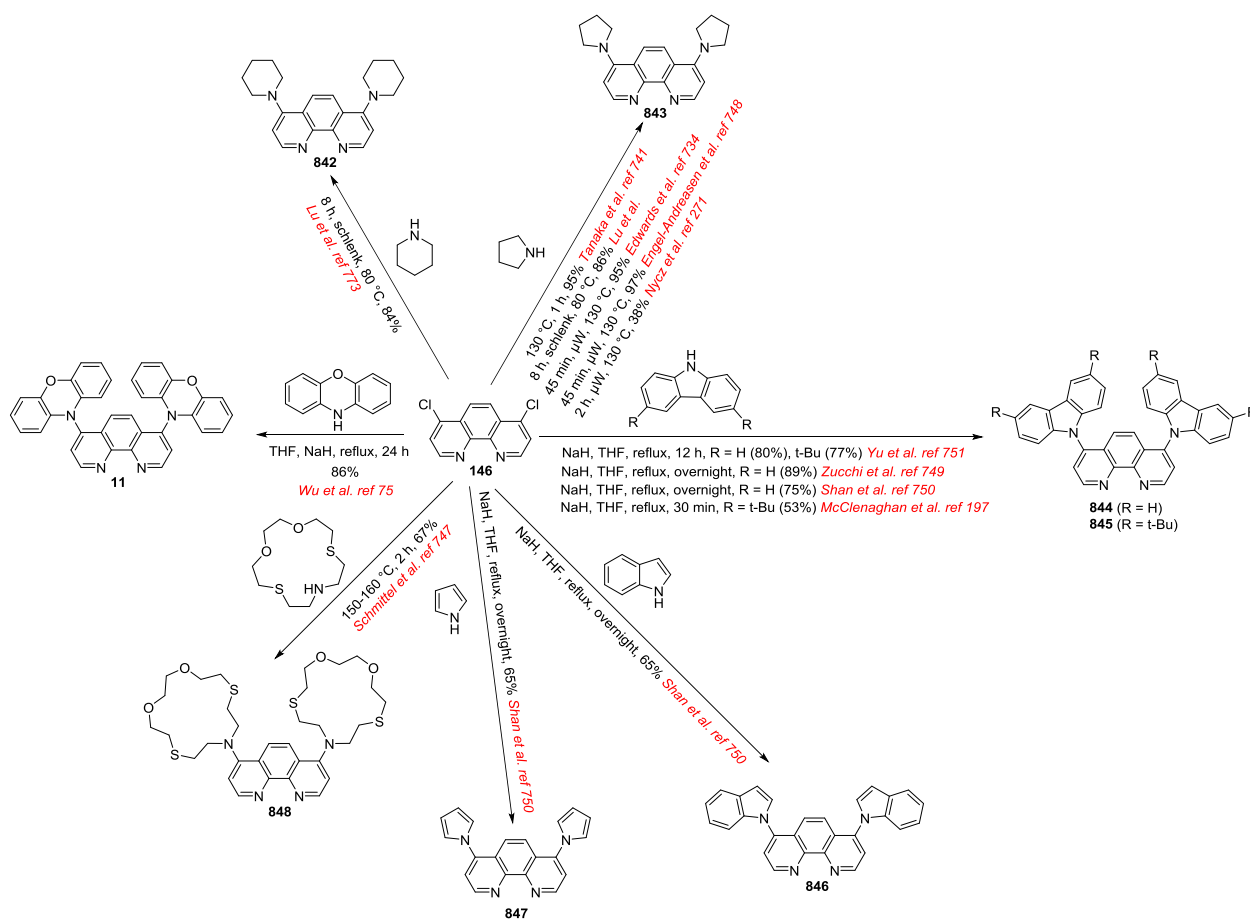 843
842
8 h, schlenk, 80 °C, 84%
Lu et al. ref 773
H
N
NH
130 °C, 1 h, 95% Tanaka et al. ref 741
8 h, schlenk, 80 °C, 86% Lu et al.
45 min, µW, 130 °C, 95% Edwards et al. ref 734
45 min, µW, 130 °C, 97% Engel-Andreasen et al. ref 748
2 h, µW, 130 °C, 38% Nycz et al. ref 271
N N
N N
N N
N N
O
N
H
THF, NaH, reflux, 24 h
86%
Wu et al. ref 75
O O
N N
N N
11
Cl Cl
N N
146
H
N
R R
NaH, THF, reflux, 12 h, R = H (80%), t-Bu (77%) Yu et al. ref 751
NaH, THF, reflux, overnight, R = H (89%) Zucchi et al. ref 749
NaH, THF, reflux, overnight, R = H (75%) Shan et al. ref 750
NaH, THF, reflux, 30 min, R = t-Bu (53%) McClenaghan et al. ref 197
R R
R R
N N
N N
844 (R = H)
845 (R = t-Bu)
O
O S
S HN
150-160 °C, 2 h, 67%
Schmittel et al. ref 747
N
H
NaH, THF, reflux, overnight, 65% Shan et al. ref 750
N
H
NaH, THF, reflux, overnight, 65% Shan et al. ref 750
O O O
S S
S S
N N
N N
848
N N
N N
847
N N
N N
846